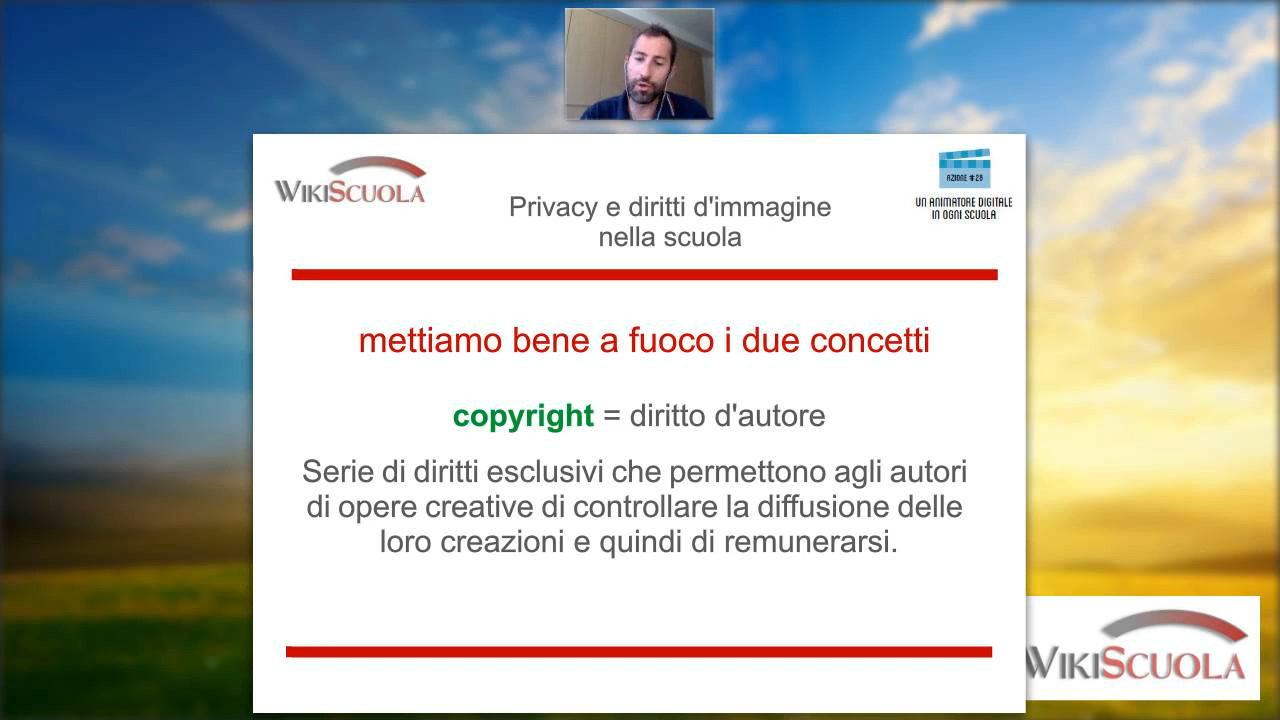 WIKISCUOLA
AZIONE #28
UN ANIMATORE DIGITALE
IN OGNI SCUOLA
Privacy e diritti d'immagine
nella scuola
mettiamo bene a fuoco i due concetti
copyright = diritto d'autore
Serie di diritti esclusivi che permettono agli autori
di opere creative di controllare la diffusione delle
loro creazioni e quindi di remunerarsi.
WIKISCUOLA